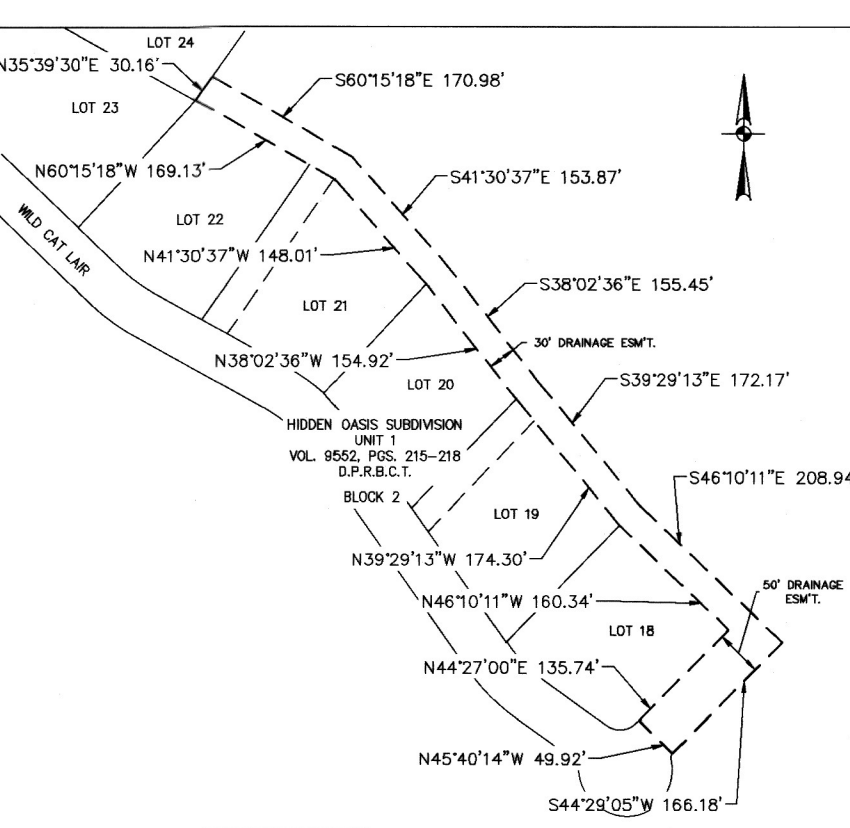 LOT 24
N35°39'30"E 30.16'
S60°15'18"E 170.98'
LOT 23
N60°15'18"W 169.13'
S41°30'37"E 153.87'
LOT 22
WILD CAT LAIR
N41°30'37"W 148.01'
S38°02'36"E 155.45'
LOT 21
30' DRAINAGE ESM'T.
N38°02'36"W 154.92'
LOT 20
S39°29'13"E 172.17'
HIDDEN OASIS SUBDIVISION
UNIT 1
VOL. 9552, PGS. 215-218
D.P.R.B.C.T.
BLOCK 2
S46°10'11"E 208.94
LOT 19
N39°29'13"W 174.30'
50' DRAINAGE
ESM'T.
N46°10'11"W 160.34'
LOT 18
N44°27'00"E 135.74'
N45°40'14"W 49.92'
S44°29'05"W 166.18'